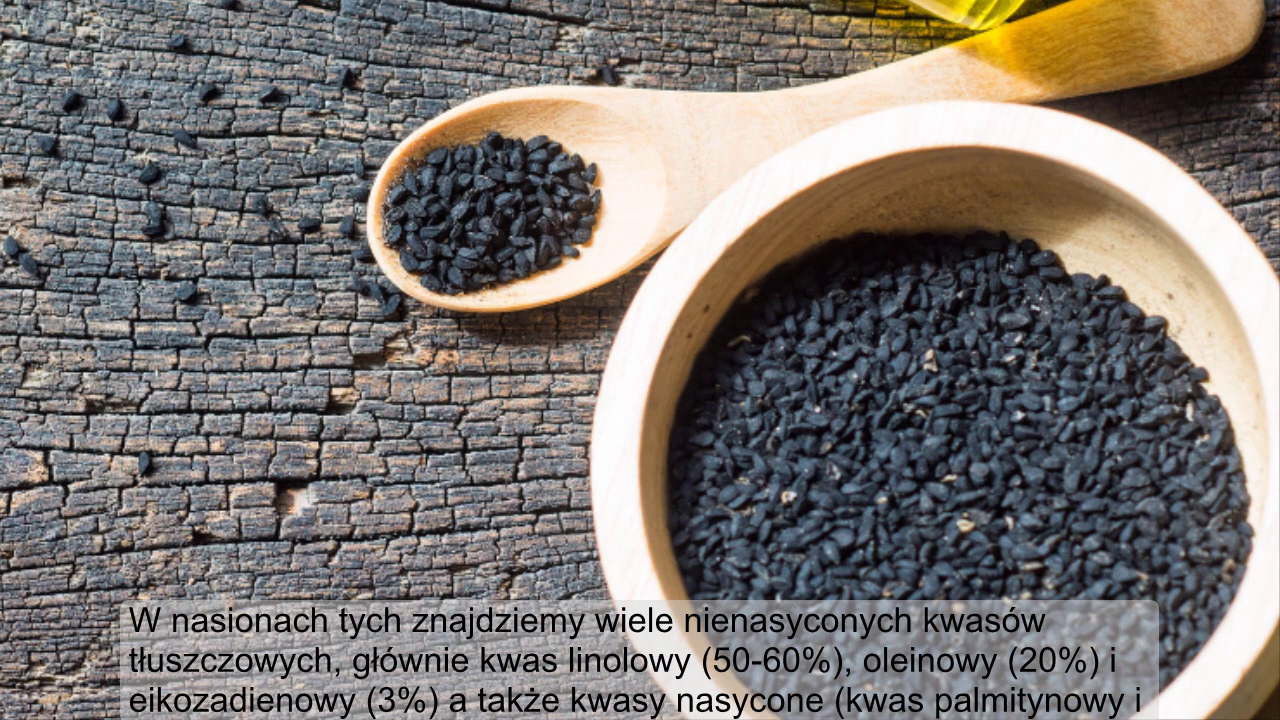 W nasionach tych znajdziemy wiele nienasyconych kwasów
tłuszczowych, głównie kwas linolowy (50-60%), oleinowy (20%) i
eikozadienowy (3%) a także kwasy nasycone (kwas palmitynowy i